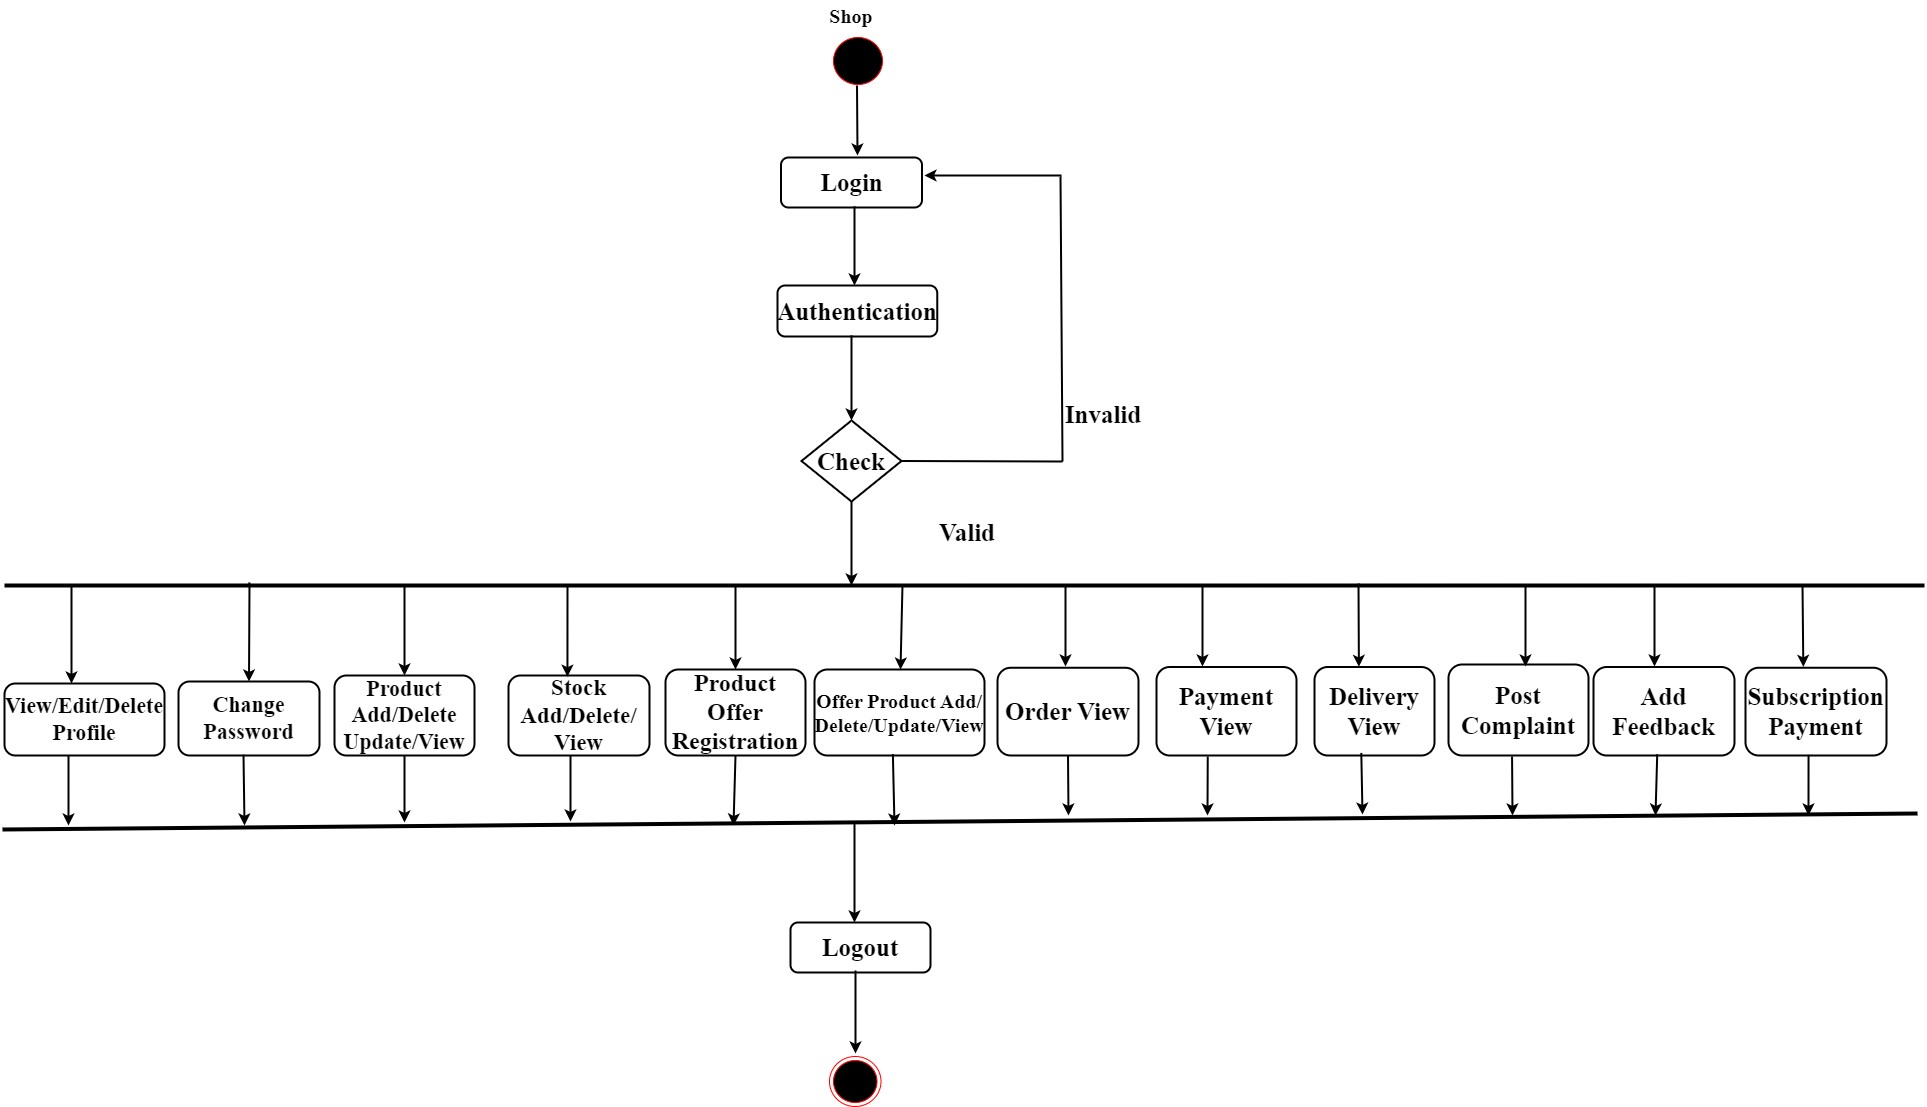 Shop
Login
Authentication
Invalid
Check
Valid
View/Edit/Delete
Profile
Change
Password
Product
Add/Delete
Update/View
Stock
Add/Delete/
View
Product
Offer
Registration
Offer Product Add/
Delete/Update/View
Order View
Payment
View
Delivery
View
Post
Complaint
Add
Feedback
Subscription
Payment
Logout